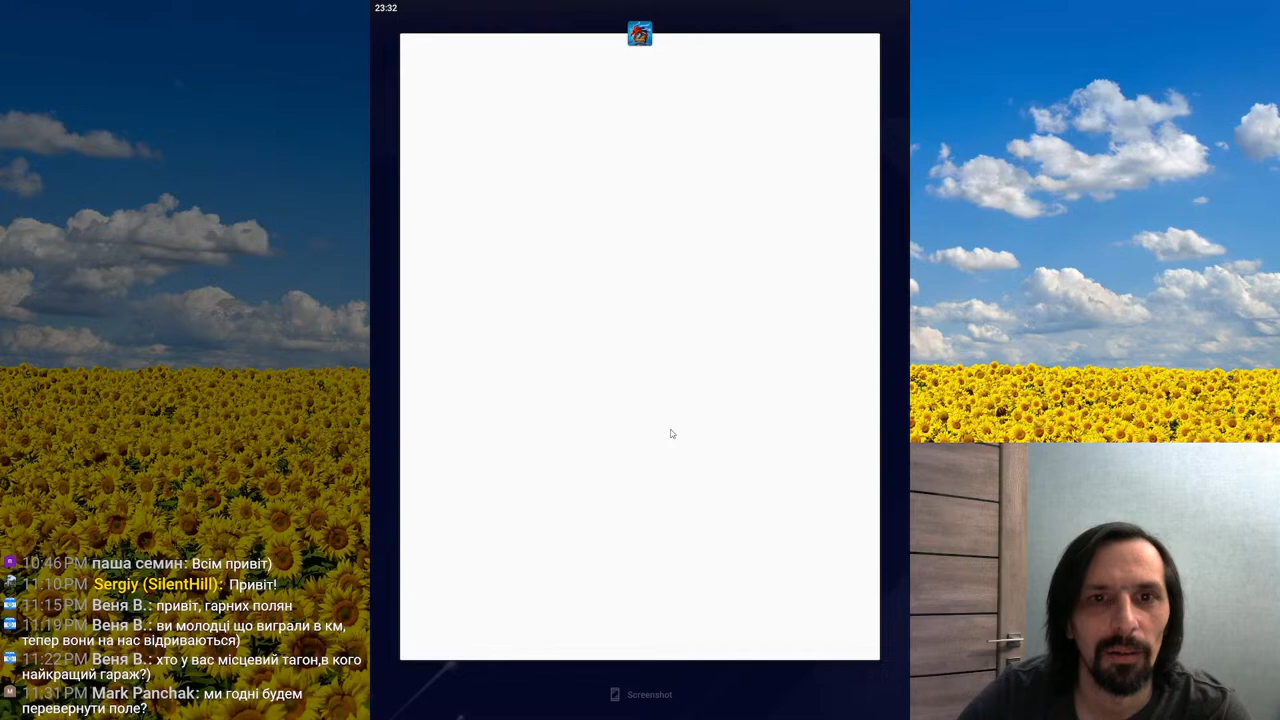 23:32
10:46 PM паша семин: Всім привіт)
11:10 PM Sergiy (SilentHill): Привіт!
11:15 PM Веня В.: привіт, гарних полян
11:19 PM Веня В.: ви молодці що виграли в км,
тепер вони на нас відриваються)
11:22 PM Веня В.: хто у вас місцевий тагон,в кого
найкращий гараж?)
11:31 PM Mark Panchak: ми годні будем
перевернути поле?
Screenshot